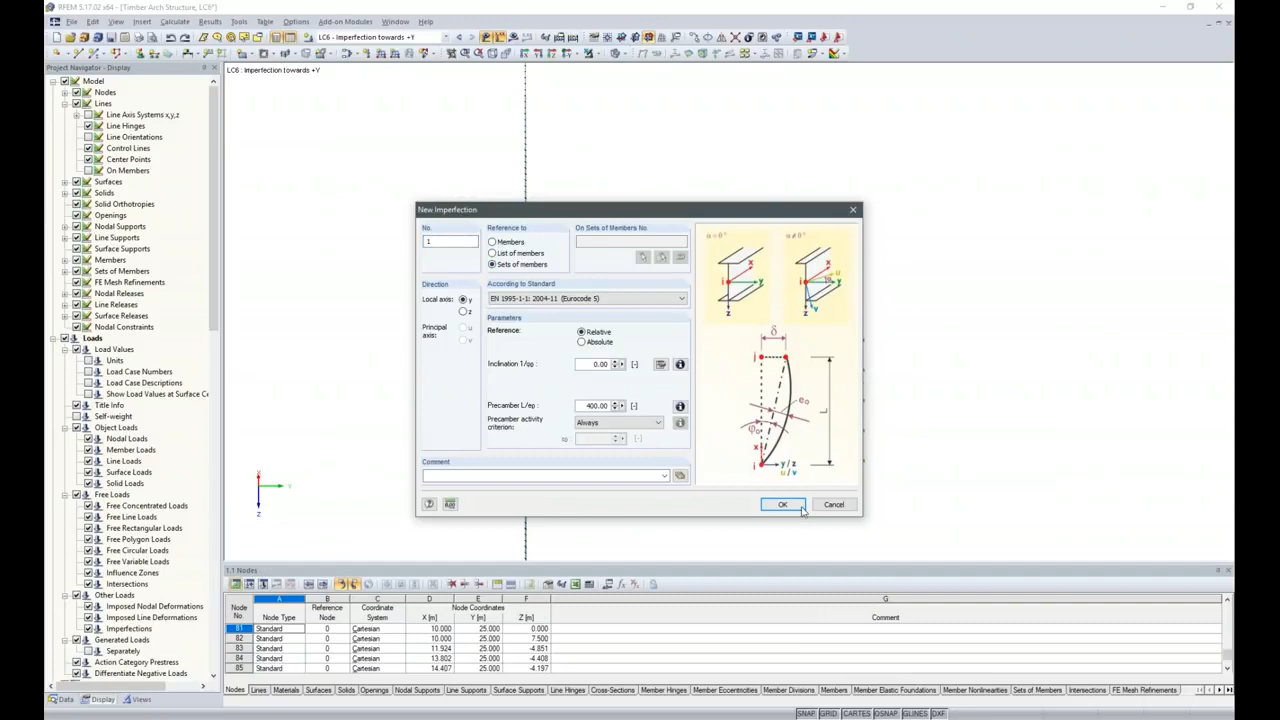 RFEM 5.17.02 x64 - [Timber Arch Structure, LC6*]
File Edit View Insert Calculate Results Tools Table Options Add-on Modules Window Help
LC6 - Imperfection towards +Y
Project Navigator - Display
LC6 : Imperfection towards +Y
Model
Nodes
Lines
Line Axis Systems x,y,z
Line Hinges
Line Orientations
Control Lines
Center Points
On Members
Surfaces
Solids
Solid Orthotropies
Openings
Nodal Supports
Line Supports
Surface Supports
Members
Sets of Members
FE Mesh Refinements
Nodal Releases
Line Releases
Surface Releases
Nodal Constraints
Loads
Load Values
Units
Load Case Numbers
Load Case Descriptions
Show Load Values at Surface Ce
Title Info
Self-weight
Object Loads
Nodal Loads
Member Loads
Line Loads
Surface Loads
Solid Loads
Free Loads
Free Concentrated Loads
Free Line Loads
Free Rectangular Loads
Free Polygon Loads
Free Circular Loads
Free Variable Loads
Influence Zones
Intersections
Other Loads
Imposed Nodal Deformations
Imposed Line Deformations
Imperfections
Generated Loads
Separately
Action Category Prestress
Differentiate Negative Loads
Data Display Views
New Imperfection
No.
1
Reference to
Members
List of members
Sets of members
On Sets of Members No.
Direction
Local axis: y
z
Principal axis: u
v
According to Standard
EN 1995-1-1: 2004-11 (Eurocode 5)
Parameters
Reference: Relative
Absolute
Inclination 1/φ0 : 0.00 [-]
Precamber L/e0 : 400.00 [-]
Precamber activity criterion: Always
Comment
OK Cancel
Y
Z
1.1 Nodes
A B C D E F G
Node No Node Type Reference Node Coordinate System Node Coordinates X [m] Y [m] Z [m] Comment
81 Standard 0 Cartesian 10.000 25.000 0.000
82 Standard 0 Cartesian 10.000 25.000 7.500
83 Standard 0 Cartesian 11.924 25.000 -4.851
84 Standard 0 Cartesian 13.802 25.000 -4.408
85 Standard 0 Cartesian 14.407 25.000 -4.197
Nodes Lines Materials Surfaces Solids Openings Nodal Supports Line Supports Surface Supports Line Hinges Cross-Sections Member Hinges Member Eccentricities Member Divisions Members Member Elastic Foundations Member Nonlinearities Sets of Members Intersections FE Mesh Refinements
SNAP GRID CARTES OSNAP GLINES DXF